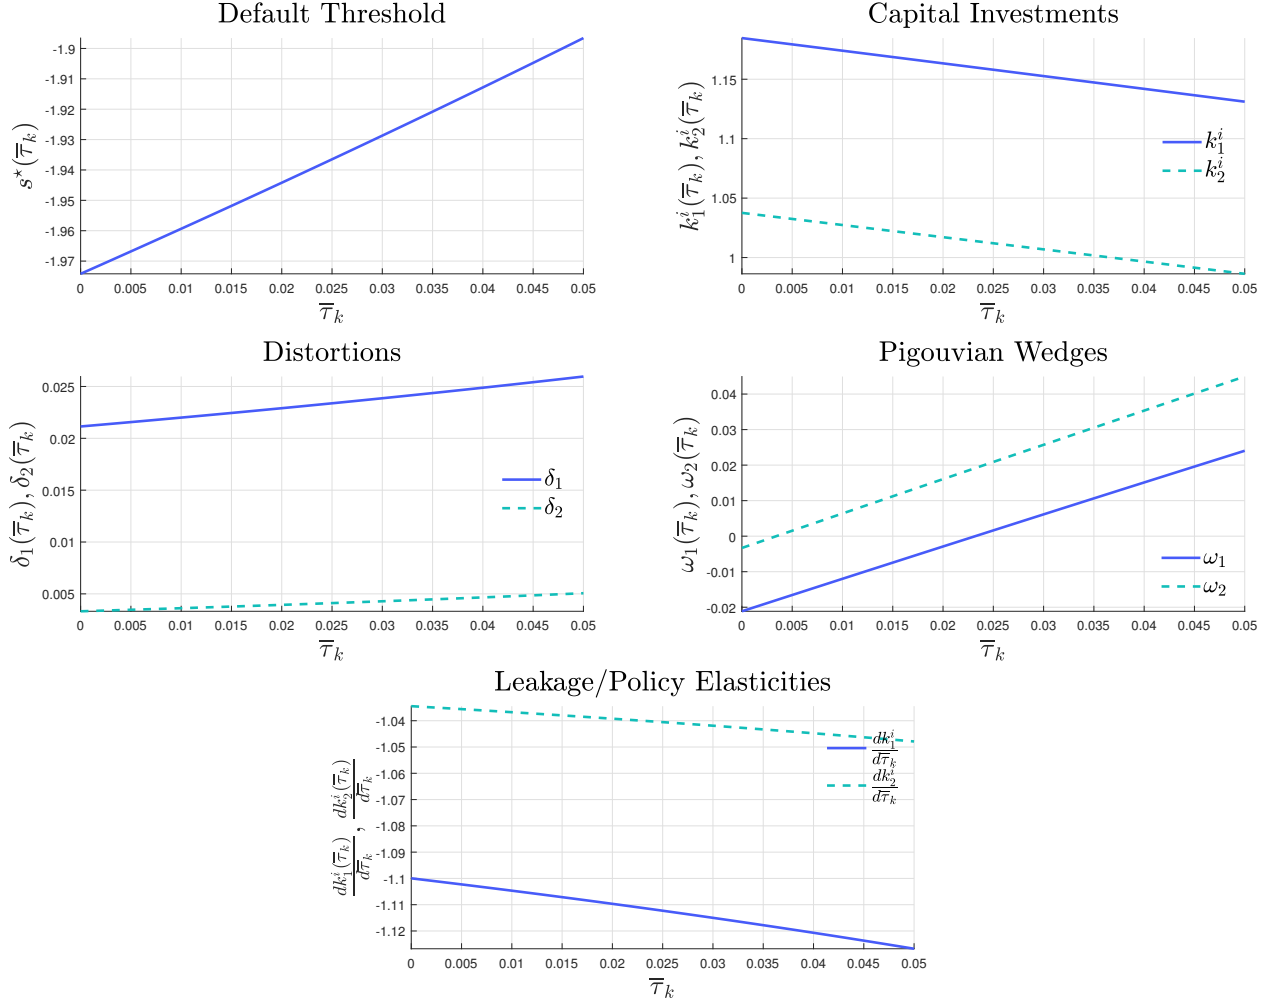 Default Threshold
s⋆(τ̅k)
-1.9
-1.91
-1.92
-1.93
-1.94
-1.95
-1.96
-1.97
0 0.005 0.01 0.015 0.02 0.025 0.03 0.035 0.04 0.045 0.05
τ̅k
Capital Investments
k₁ⁱ(τ̅k), k₂ⁱ(τ̅k)
1.15
1.1
1.05
1
k₁ⁱ
k₂ⁱ
0 0.005 0.01 0.015 0.02 0.025 0.03 0.035 0.04 0.045 0.05
τ̅k
Distortions
δ₁(τ̅k), δ₂(τ̅k)
0.025
0.02
0.015
0.01
0.005
δ₁
δ₂
0 0.005 0.01 0.015 0.02 0.025 0.03 0.035 0.04 0.045 0.05
τ̅k
Pigouvian Wedges
ω₁(τ̅k), ω₂(τ̅k)
0.04
0.03
0.02
0.01
0
-0.01
-0.02
ω₁
ω₂
0 0.005 0.01 0.015 0.02 0.025 0.03 0.035 0.04 0.045 0.05
τ̅k
Leakage/Policy Elasticities
dk₁ⁱ(τ̅k)/dτ̅k, dk₂ⁱ(τ̅k)/dτ̅k
-1.04
-1.05
-1.06
-1.07
-1.08
-1.09
-1.1
-1.11
-1.12
dk₁ⁱ/dτ̅k
dk₂ⁱ/dτ̅k
0 0.005 0.01 0.015 0.02 0.025 0.03 0.035 0.04 0.045 0.05
τ̅k